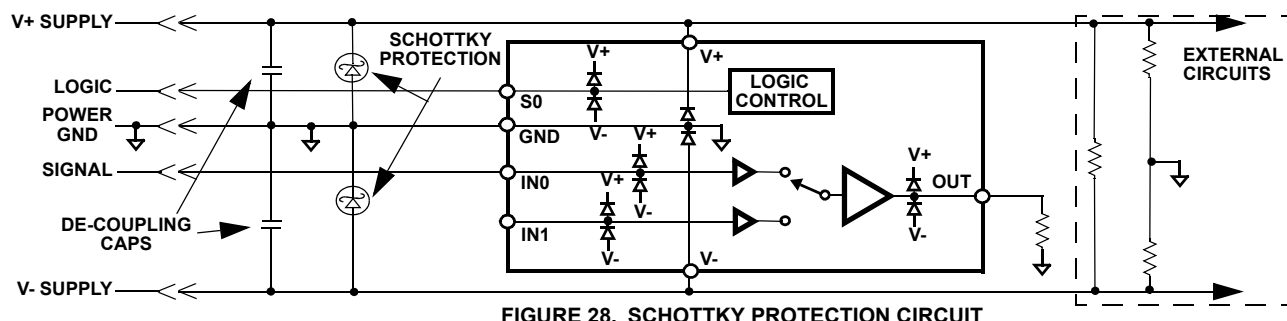 V+ SUPPLY
SCHOTTKY
PROTECTION
EXTERNAL
CIRCUITS
LOGIC
POWER
GND
SIGNAL
DE-COUPLING
CAPS
V- SUPPLY
V+
V+
S0
V-
LOGIC
CONTROL
GND
V+
IN0
V+
V-
IN1
V-
V+
OUT
V-
V-
FIGURE 28. SCHOTTKY PROTECTION CIRCUIT